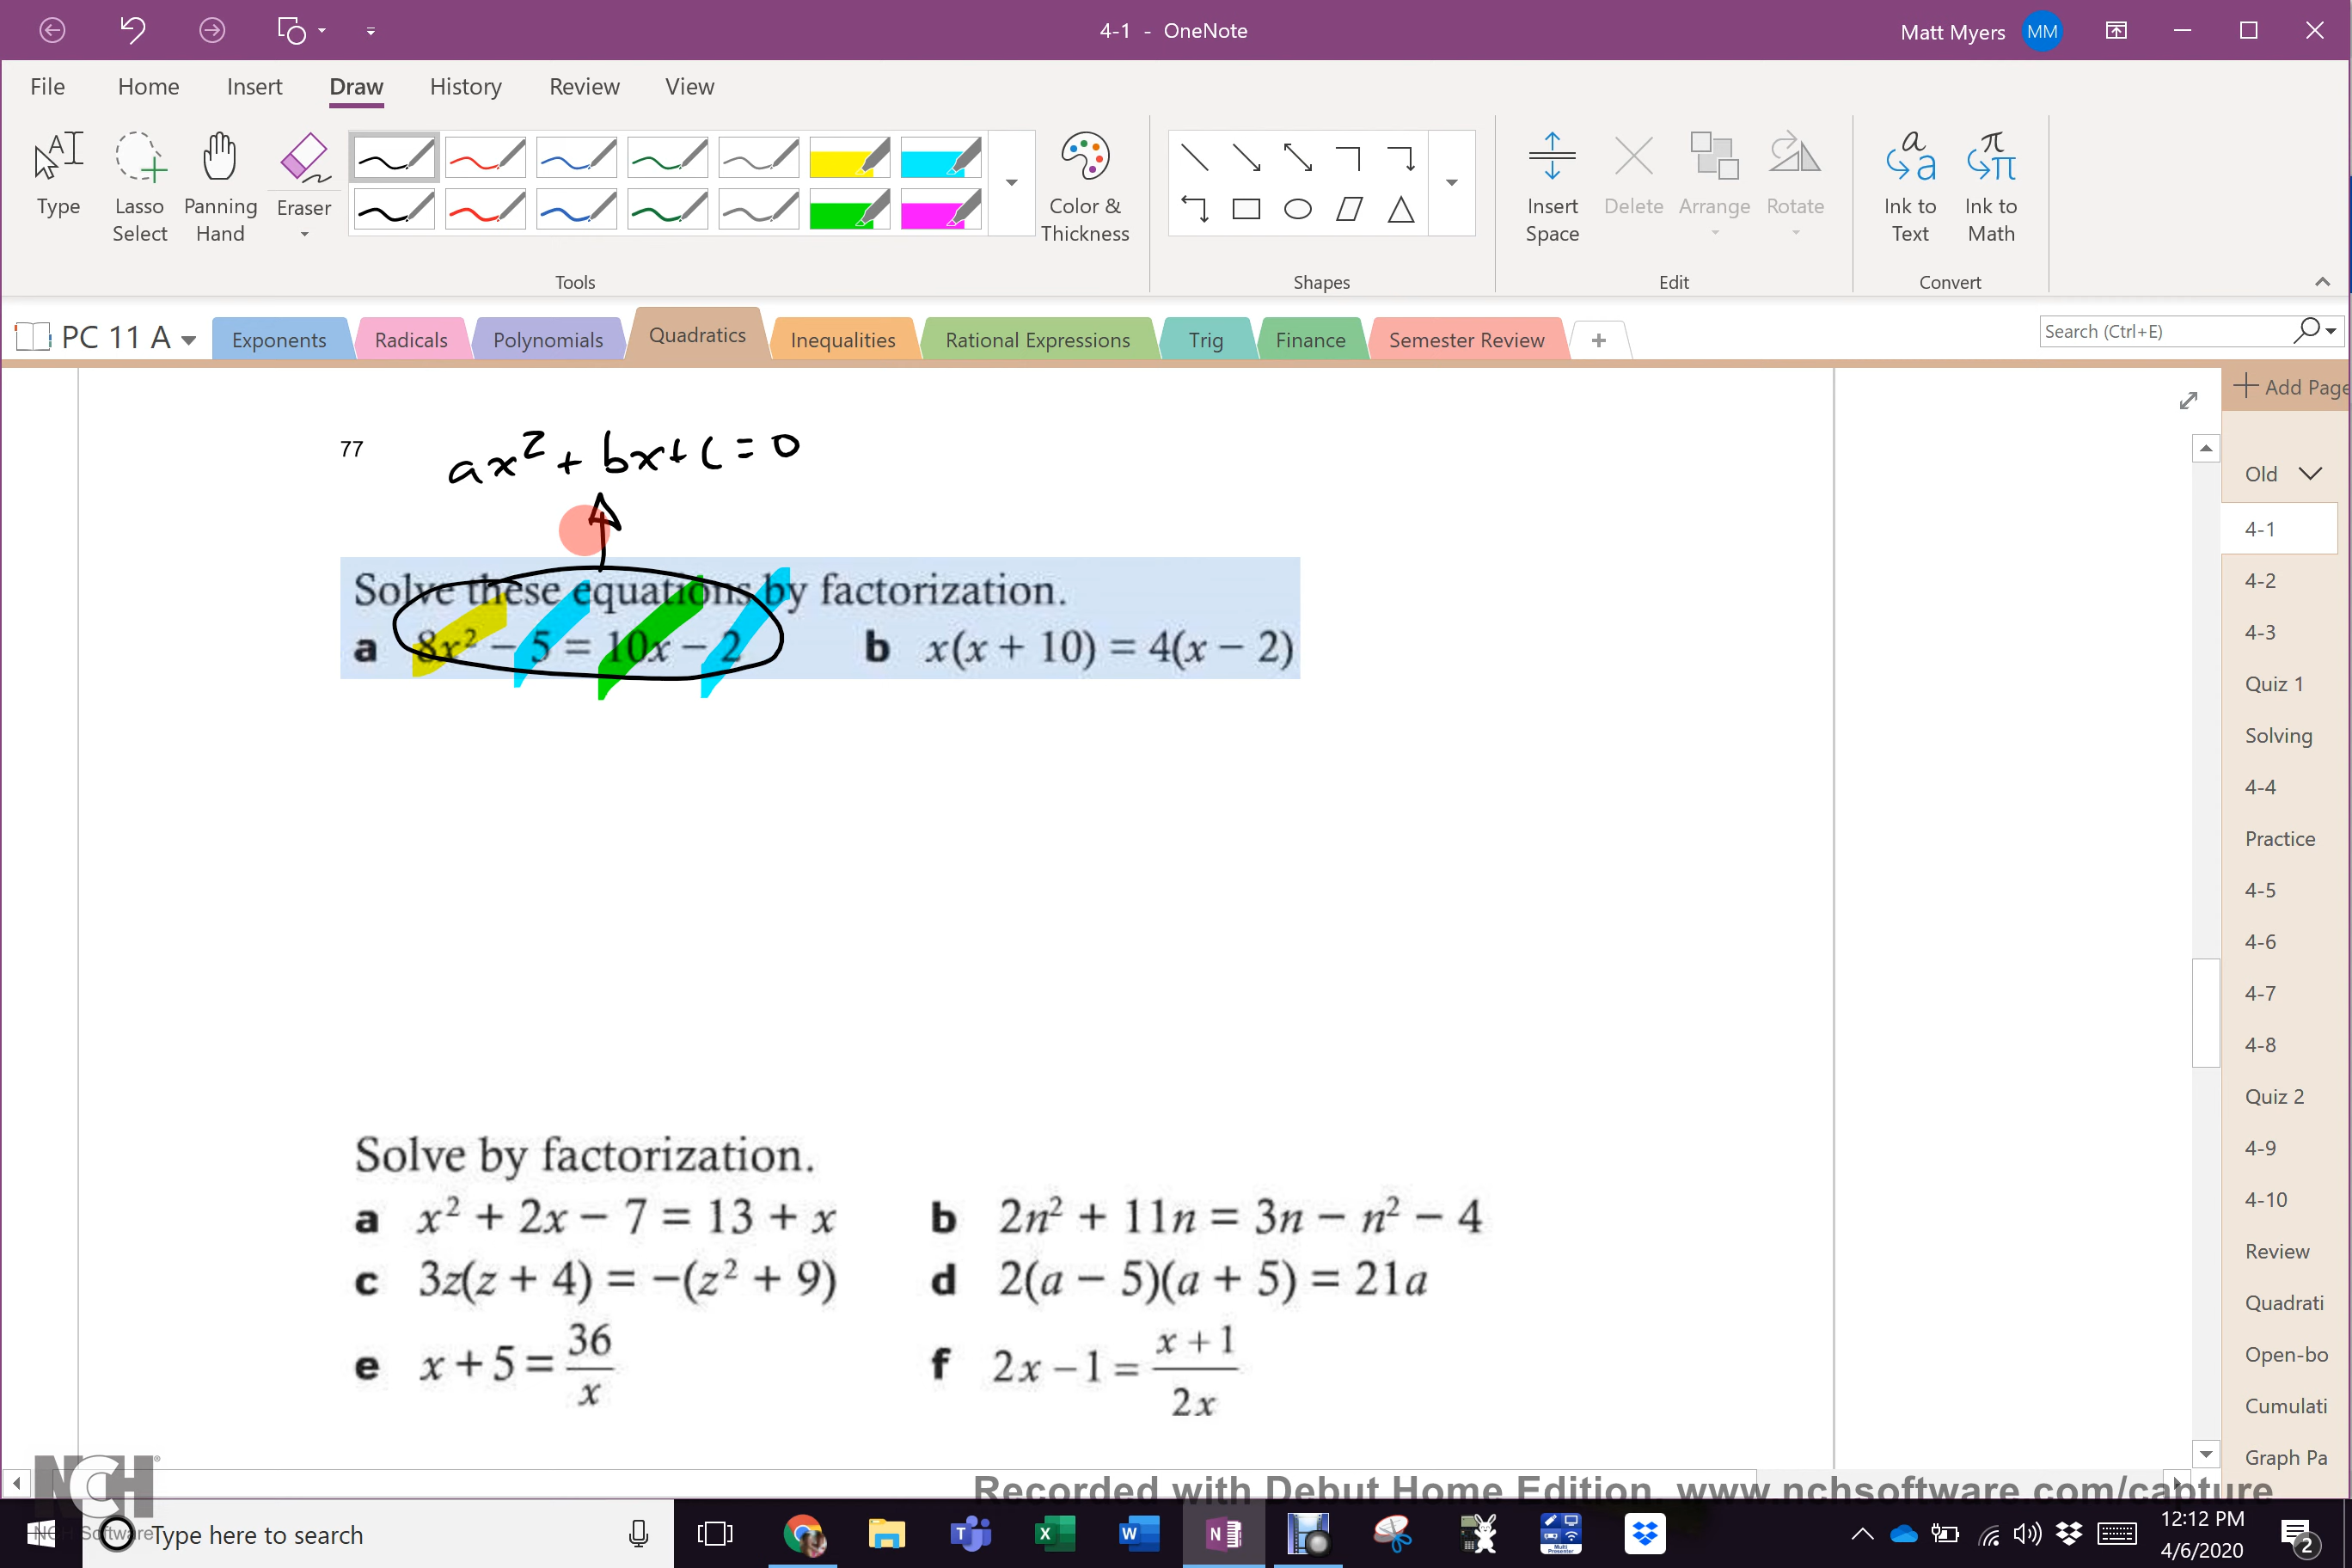 4-1 - OneNote
Matt Myers MM
File Home Insert Draw History Review View
Type
Lasso Select
Panning Hand
Eraser
Color & Thickness
Insert Space
Delete
Arrange
Rotate
Ink to Text
Ink to Math
Tools Shapes Edit Convert
PC 11 A Exponents Radicals Polynomials Quadratics Inequalities Rational Expressions Trig Finance Semester Review + Search (Ctrl+E)
77
ax² + bx + c = 0
Solve these equations by factorization.
a 8x² − 5 = 10x − 2 b x(x + 10) = 4(x − 2)
Solve by factorization.
a x² + 2x − 7 = 13 + x b 2n² + 11n = 3n − n² − 4
c 3z(z + 4) = −(z² + 9) d 2(a − 5)(a + 5) = 21a
e x + 5 = 36/x f 2x − 1 = (x + 1)/2x
Add Page
Old
4-1
4-2
4-3
Quiz 1
Solving
4-4
Practice
4-5
4-6
4-7
4-8
Quiz 2
4-9
4-10
Review
Quadrati
Open-bo
Cumulati
Graph Pa
NCH®
NCH Software
Recorded with Debut Home Edition. www.nchsoftware.com/capture
Type here to search
12:12 PM
4/6/2020
2